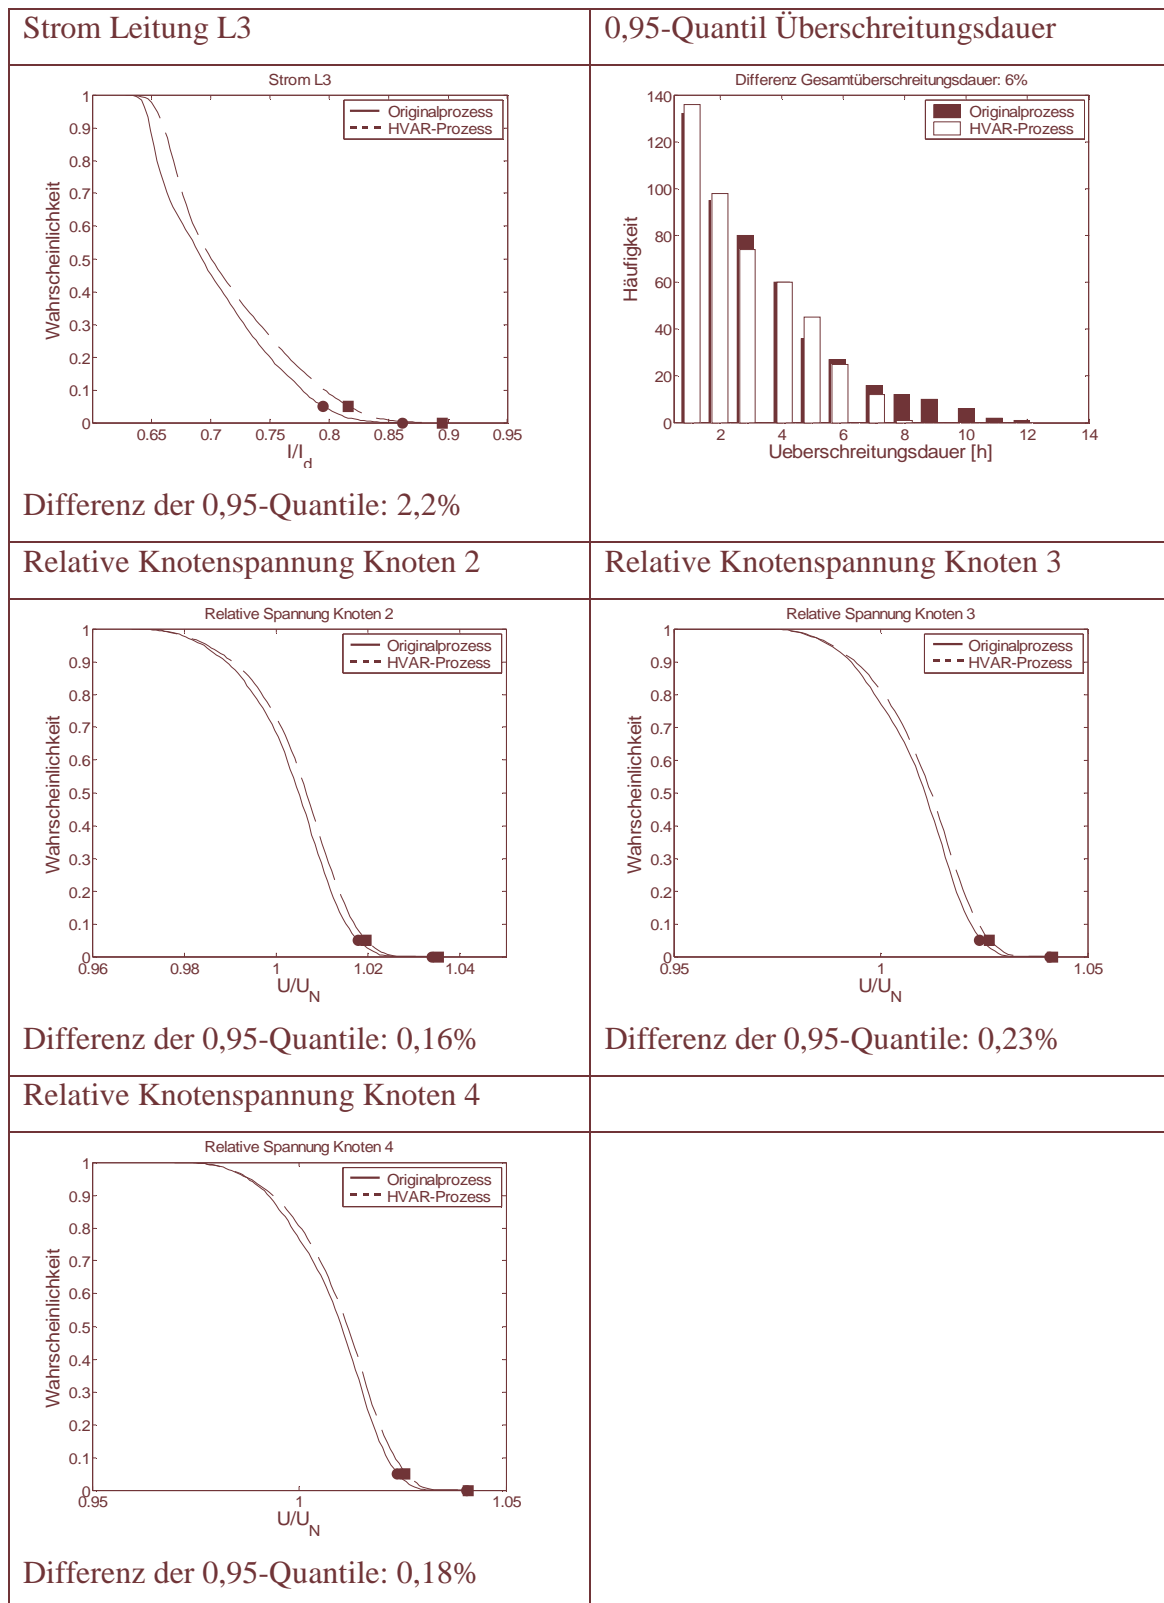 Strom Leitung L3
0,95-Quantil Überschreitungsdauer
Strom L3
1
0.9
0.8
0.7
0.6
0.5
0.4
0.3
0.2
0.1
0
Wahrscheinlichkeit
Originalprozess
HVAR-Prozess
0.65 0.7 0.75 0.8 0.85 0.9 0.95
I/I_d
Differenz der 0,95-Quantile: 2,2%
Differenz Gesamtüberschreitungsdauer: 6%
140
120
100
80
60
40
20
0
Häufigkeit
Originalprozess
HVAR-Prozess
2 4 6 8 10 12 14
Ueberschreitungsdauer [h]
Relative Knotenspannung Knoten 2
Relative Knotenspannung Knoten 3
Relative Spannung Knoten 2
1
0.9
0.8
0.7
0.6
0.5
0.4
0.3
0.2
0.1
0
Wahrscheinlichkeit
Originalprozess
HVAR-Prozess
0.96 0.98 1 1.02 1.04
U/U_N
Differenz der 0,95-Quantile: 0,16%
Relative Spannung Knoten 3
1
0.9
0.8
0.7
0.6
0.5
0.4
0.3
0.2
0.1
0
Wahrscheinlichkeit
Originalprozess
HVAR-Prozess
0.95 1 1.05
U/U_N
Differenz der 0,95-Quantile: 0,23%
Relative Knotenspannung Knoten 4
Relative Spannung Knoten 4
1
0.9
0.8
0.7
0.6
0.5
0.4
0.3
0.2
0.1
0
Wahrscheinlichkeit
Originalprozess
HVAR-Prozess
0.95 1 1.05
U/U_N
Differenz der 0,95-Quantile: 0,18%